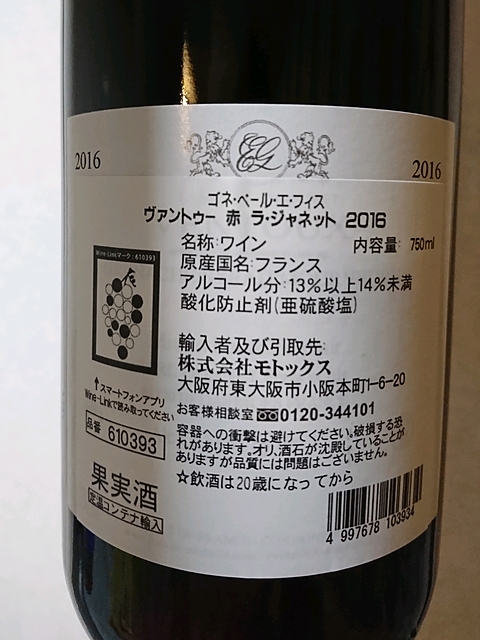 EG
2016
2016
ゴネ・ペール・エ・フィス
ヴァントゥー 赤 ラ・ジャネット 2016
名称:ワイン 内容量: 750ml
原産国名:フランス
アルコール分:13%以上14%未満
酸化防止剤(亜硫酸塩)
Wine-Linkマーク:610393
輸入者及び引取先:
株式会社モトックス
大阪府東大阪市小阪本町1-6-20
↑スマートフォンアプリ
Wine-Linkで読み取ってください
お客様相談室 0120-344101
品番 610393
容器への衝撃は避けてください。破損する恐
れがあります。オリ、酒石が沈殿していることが
ありますが品質には問題はございません。
☆飲酒は20歳になってから
果実酒
定温コンテナ輸入
4 997678 103934